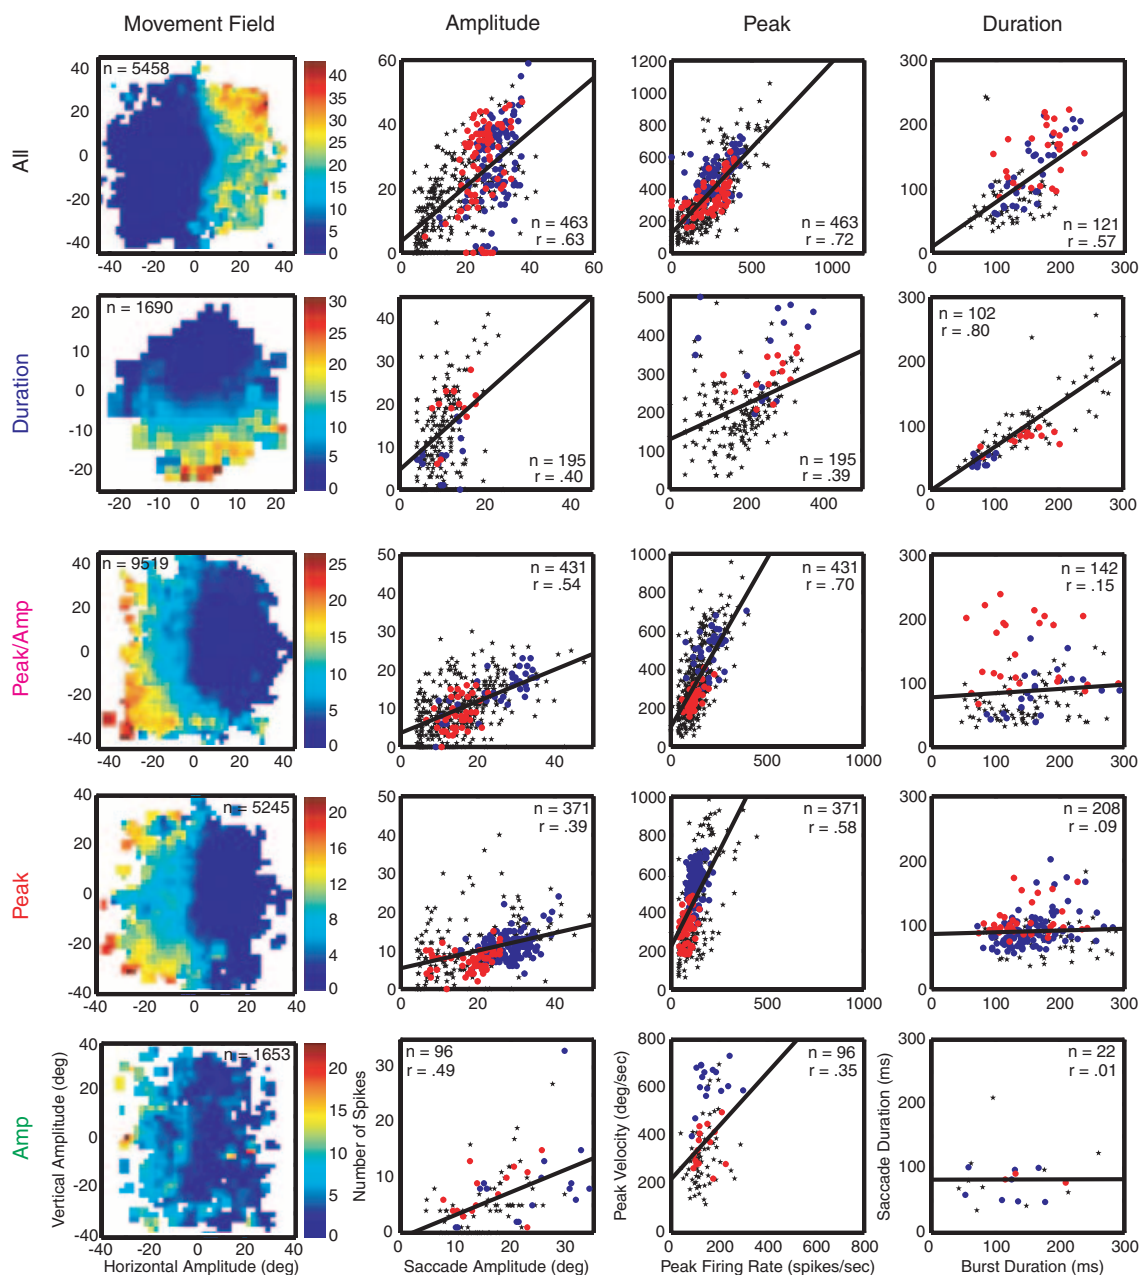 Movement Field Amplitude Peak Duration
All
n = 5458
40
20
0
-20
-40
-40 -20 0 20 40
40
35
30
25
20
15
10
5
0
60
40
20
0
0 20 40 60
n = 463
r = .63
1200
1000
800
600
400
200
0
0 500 1000
n = 463
r = .72
300
200
100
0
0 100 200 300
n = 121
r = .57
Duration
n = 1690
20
10
0
-10
-20
-20 -10 0 10 20
30
25
20
15
10
5
0
40
30
20
10
0
0 20 40
n = 195
r = .40
500
400
300
200
100
0
0 200 400
n = 195
r = .39
300
200
100
0
0 100 200 300
n = 102
r = .80
Peak/Amp
n = 9519
40
20
0
-20
-40
-40 -20 0 20 40
25
20
15
10
5
0
50
40
30
20
10
0
0 20 40
n = 431
r = .54
1000
800
600
400
200
0
0 500 1000
n = 431
r = .70
300
200
100
0
0 100 200 300
n = 142
r = .15
Peak
n = 5245
40
20
0
-20
-40
-40 -20 0 20 40
20
16
12
8
4
0
50
40
30
20
10
0
0 20 40
n = 371
r = .39
1000
800
600
400
200
0
0 500 1000
n = 371
r = .58
300
200
100
0
0 100 200 300
n = 208
r = .09
Amp
Vertical Amplitude (deg)
n = 1653
40
20
0
-20
-40
-40 -20 0 20 40
Horizontal Amplitude (deg)
20
15
10
5
0
Number of Spikes
30
20
10
0
0 10 20 30
Saccade Amplitude (deg)
n = 96
r = .49
Peak Velocity (deg/sec)
800
700
600
500
400
300
200
100
0
0 200 400 600 800
Peak Firing Rate (spikes/sec)
n = 96
r = .35
Saccade Duration (ms)
300
200
100
0
0 100 200 300
Burst Duration (ms)
n = 22
r = .01